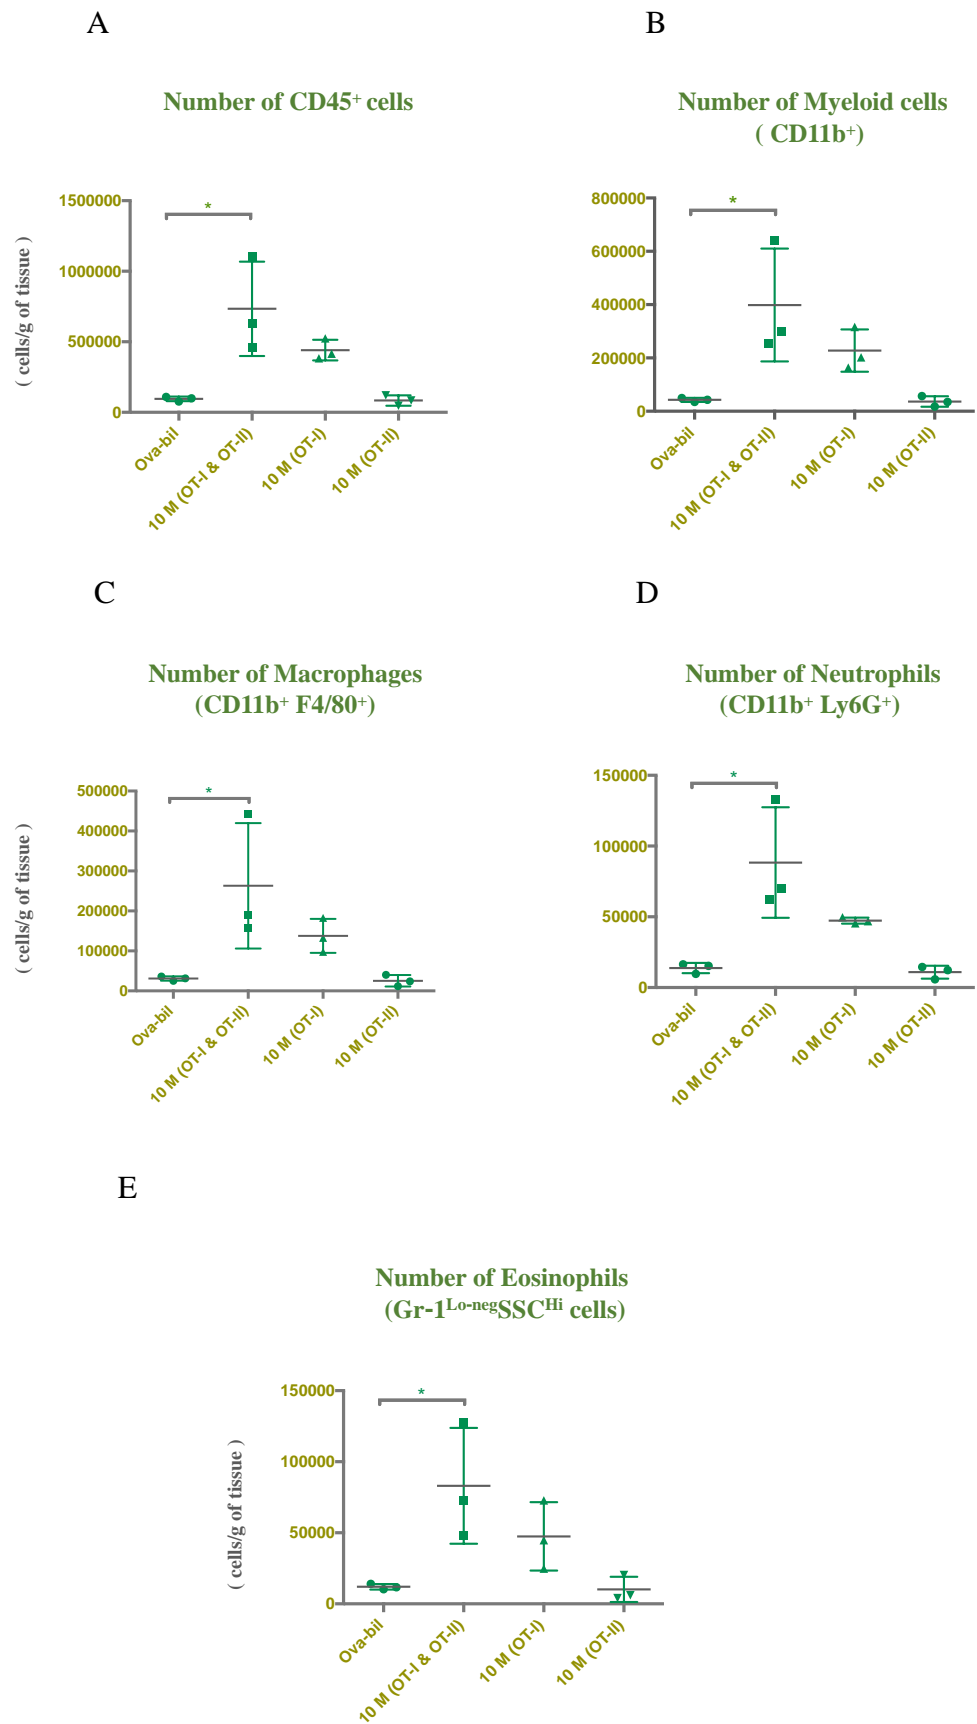 A
B
Number of CD45⁺ cells
Number of Myeloid cells
( CD11b⁺)
( cells/g of tissue )
1500000
1000000
500000
0
*
Ova-bil
10 M (OT-I & OT-II)
10 M (OT-I)
10 M (OT-II)
800000
600000
400000
200000
0
*
Ova-bil
10 M (OT-I & OT-II)
10 M (OT-I)
10 M (OT-II)
C
D
Number of Macrophages
(CD11b⁺ F4/80⁺)
Number of Neutrophils
(CD11b⁺ Ly6G⁺)
( cells/g of tissue )
500000
400000
300000
200000
100000
0
*
Ova-bil
10 M (OT-I & OT-II)
10 M (OT-I)
10 M (OT-II)
150000
100000
50000
0
*
Ova-bil
10 M (OT-I & OT-II)
10 M (OT-I)
10 M (OT-II)
E
Number of Eosinophils
(Gr-1^Lo-neg SSC^Hi cells)
( cells/g of tissue )
150000
100000
50000
0
*
Ova-bil
10 M (OT-I & OT-II)
10 M (OT-I)
10 M (OT-II)